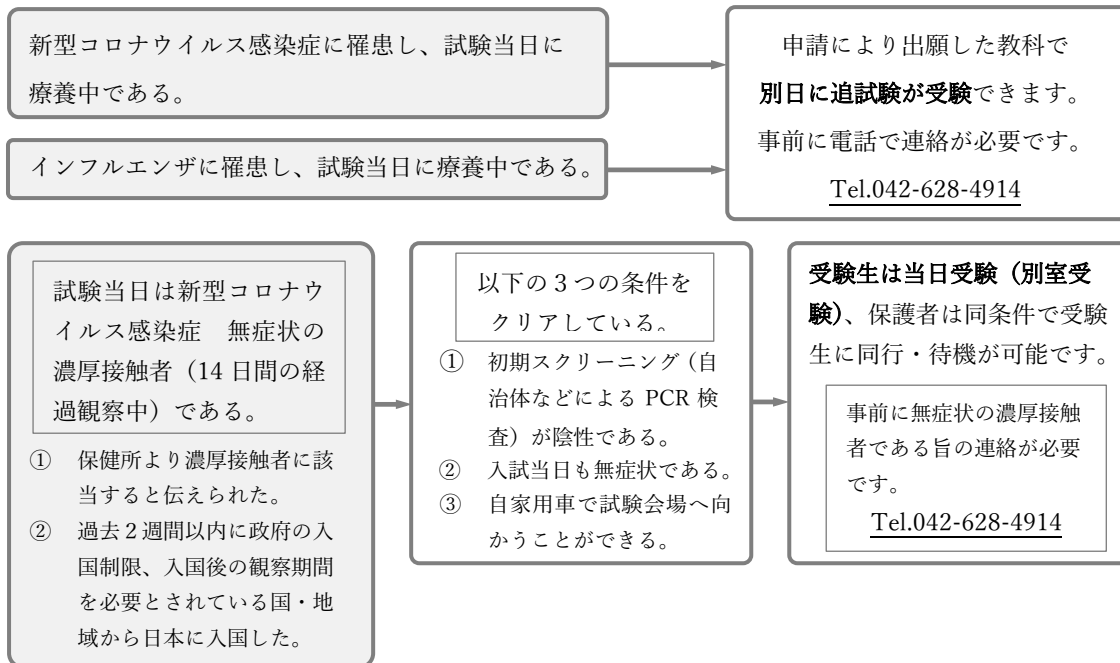 新型コロナウイルス感染症に罹患し、試験当日に
療養中である。
インフルエンザに罹患し、試験当日に療養中である。
申請により出願した教科で
別日に追試験が受験できます。
事前に電話で連絡が必要です。
Tel.042-628-4914
試験当日は新型コロナウ
イルス感染症　無症状の
濃厚接触者（14 日間の経
過観察中）である。
① 保健所より濃厚接触者に該
当すると伝えられた。
② 過去２週間以内に政府の入
国制限、入国後の観察期間
を必要とされている国・地
域から日本に入国した。
以下の３つの条件を
クリアしている。
① 初期スクリーニング（自
治体などによる PCR 検
査）が陰性である。
② 入試当日も無症状である。
③ 自家用車で試験会場へ向
かうことができる。
受験生は当日受験（別室受
験）、保護者は同条件で受験
生に同行・待機が可能です。
事前に無症状の濃厚接触
者である旨の連絡が必要
です。
Tel.042-628-4914